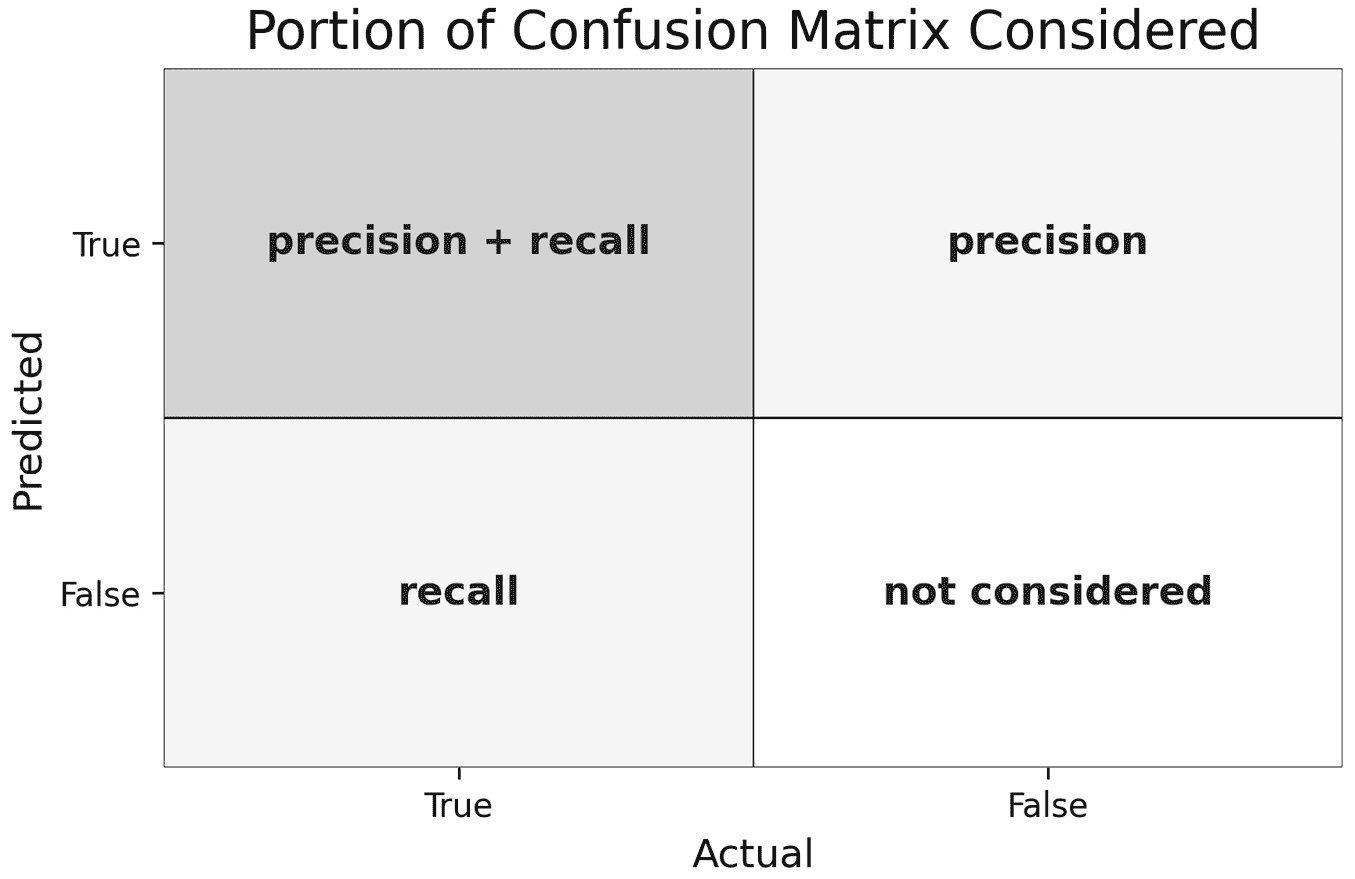 Portion of Confusion Matrix Considered
True
precision + recall
precision
Predicted
False
recall
not considered
True
False
Actual